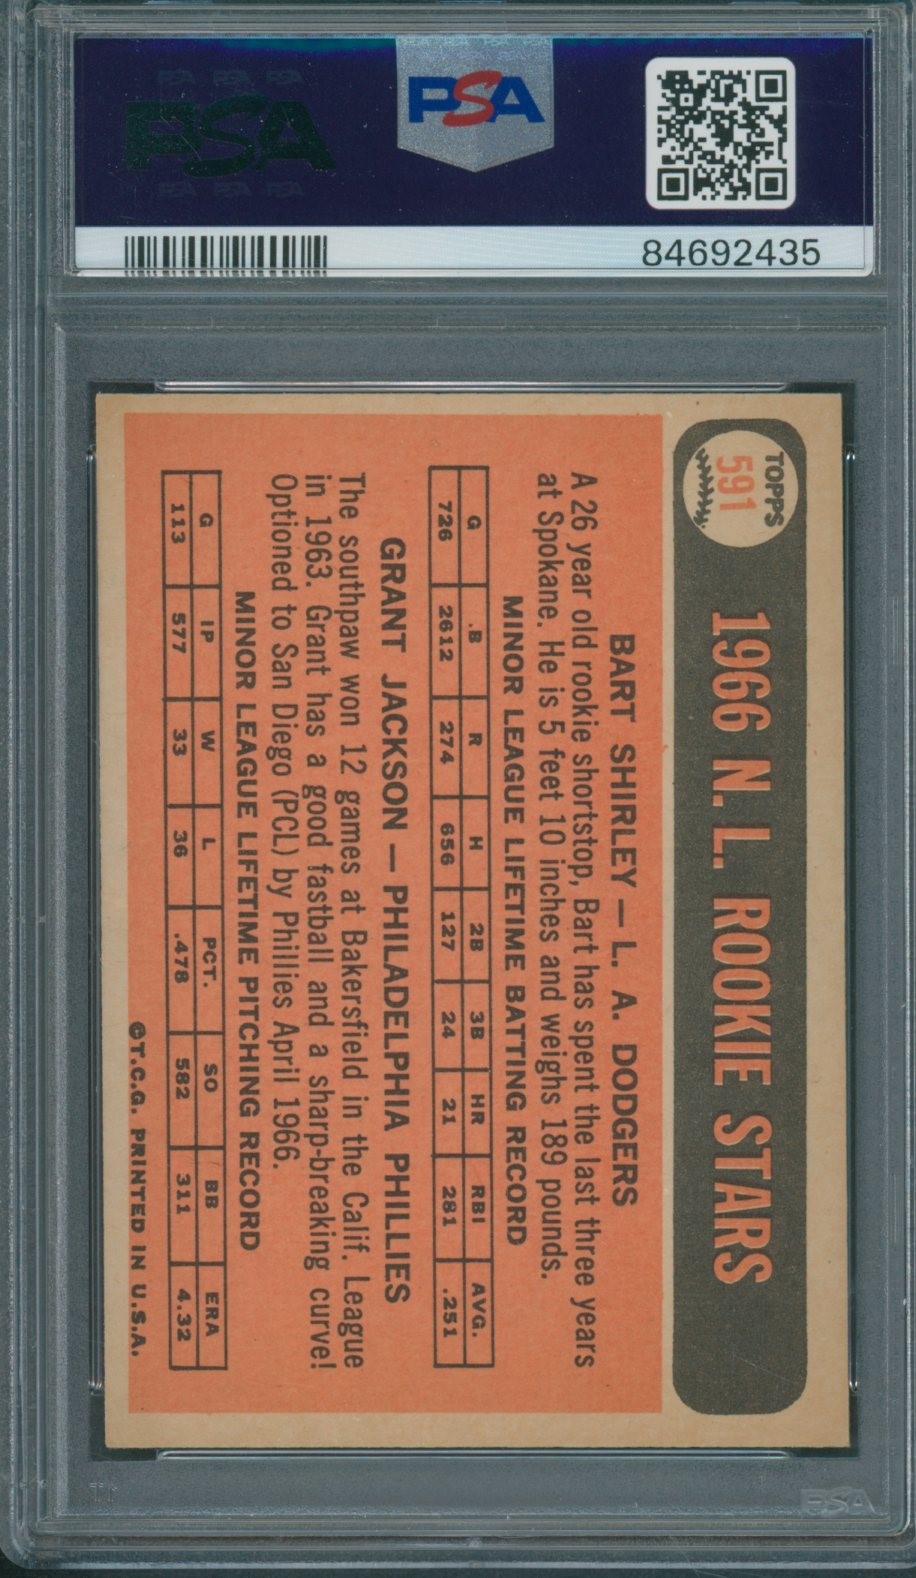 PSA
PSA
84692435
TOPPS
591
1966 N. L. ROOKIE STARS
BART SHIRLEY — L. A. DODGERS
A 26 year old rookie shortstop, Bart has spent the last three years
at Spokane. He is 5 feet 10 inches and weighs 189 pounds.
MINOR LEAGUE LIFETIME BATTING RECORD
G .B R H 2B 3B HR RBI AVG.
726 2612 274 656 127 24 21 281 .251
GRANT JACKSON — PHILADELPHIA PHILLIES
The southpaw won 12 games at Bakersfield in the Calif. League
in 1963. Grant has a good fastball and a sharp-breaking curve!
Optioned to San Diego (PCL) by Phillies April 1966.
MINOR LEAGUE LIFETIME PITCHING RECORD
G IP W L PCT. SO BB ERA
113 577 33 36 .478 582 311 4.32
©T.C.G. PRINTED IN U.S.A.
PSA